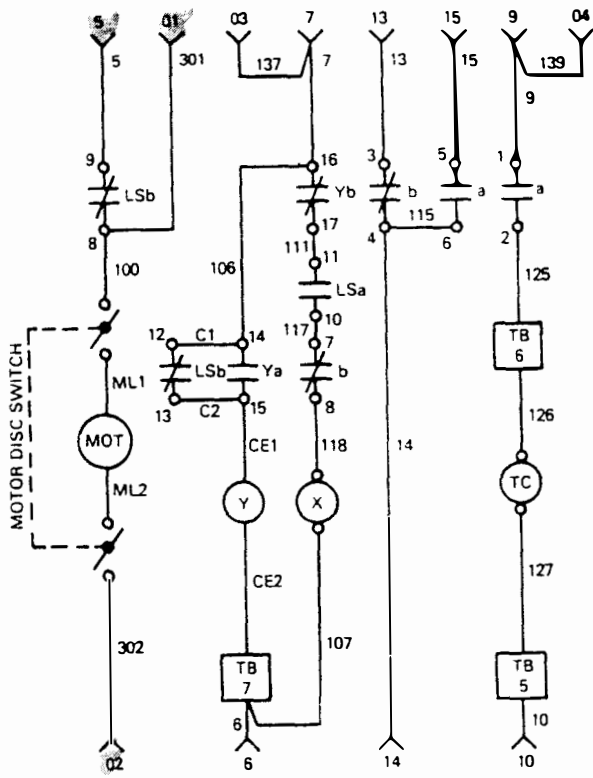 5 01 03 7 13 15 9 04
5 301 137 7 13 15 9 139
9 16 3 5 1
LSb Yb b a a
8 17 4 115 6 2
100 106 111 11 125
LSa
12 C1 14 117 10 TB 6
7
LSb Ya b
13 C2 15 8
ML1
MOTOR DISC SWITCH
MOT CE1 118 14 126
ML2 Y X TC
CE2 127
302 TB 7 107 TB 5
6 10
02 6 14 10